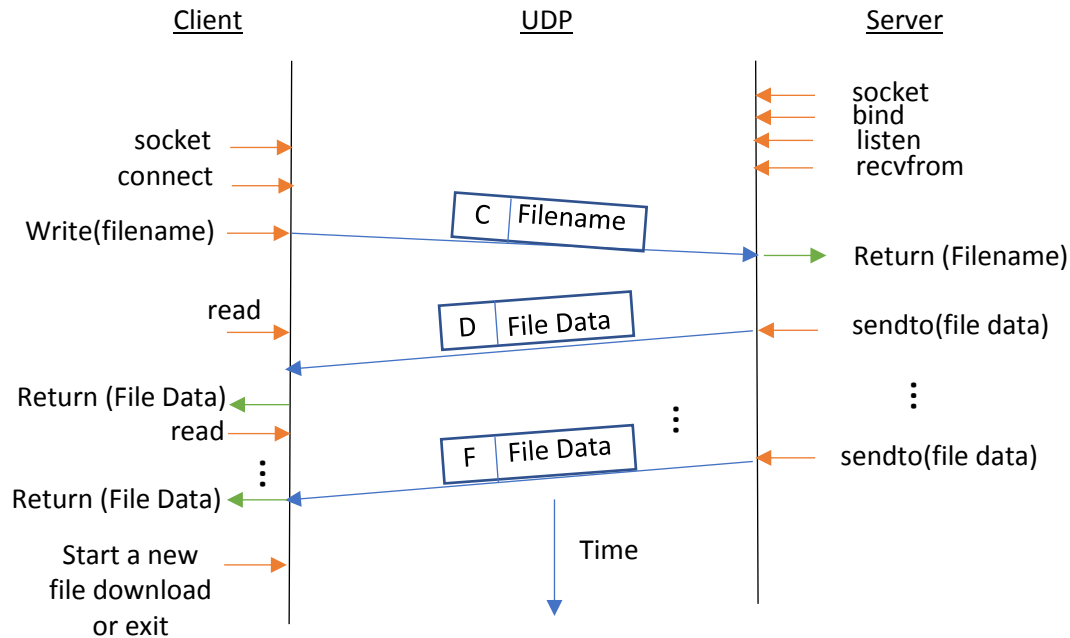 Client
UDP
Server
socket
bind
listen
recvfrom
socket
connect
Write(filename)
C
Filename
Return (Filename)
read
D
File Data
sendto(file data)
Return (File Data)
read
F
File Data
sendto(file data)
Return (File Data)
Time
Start a new
file download
or exit